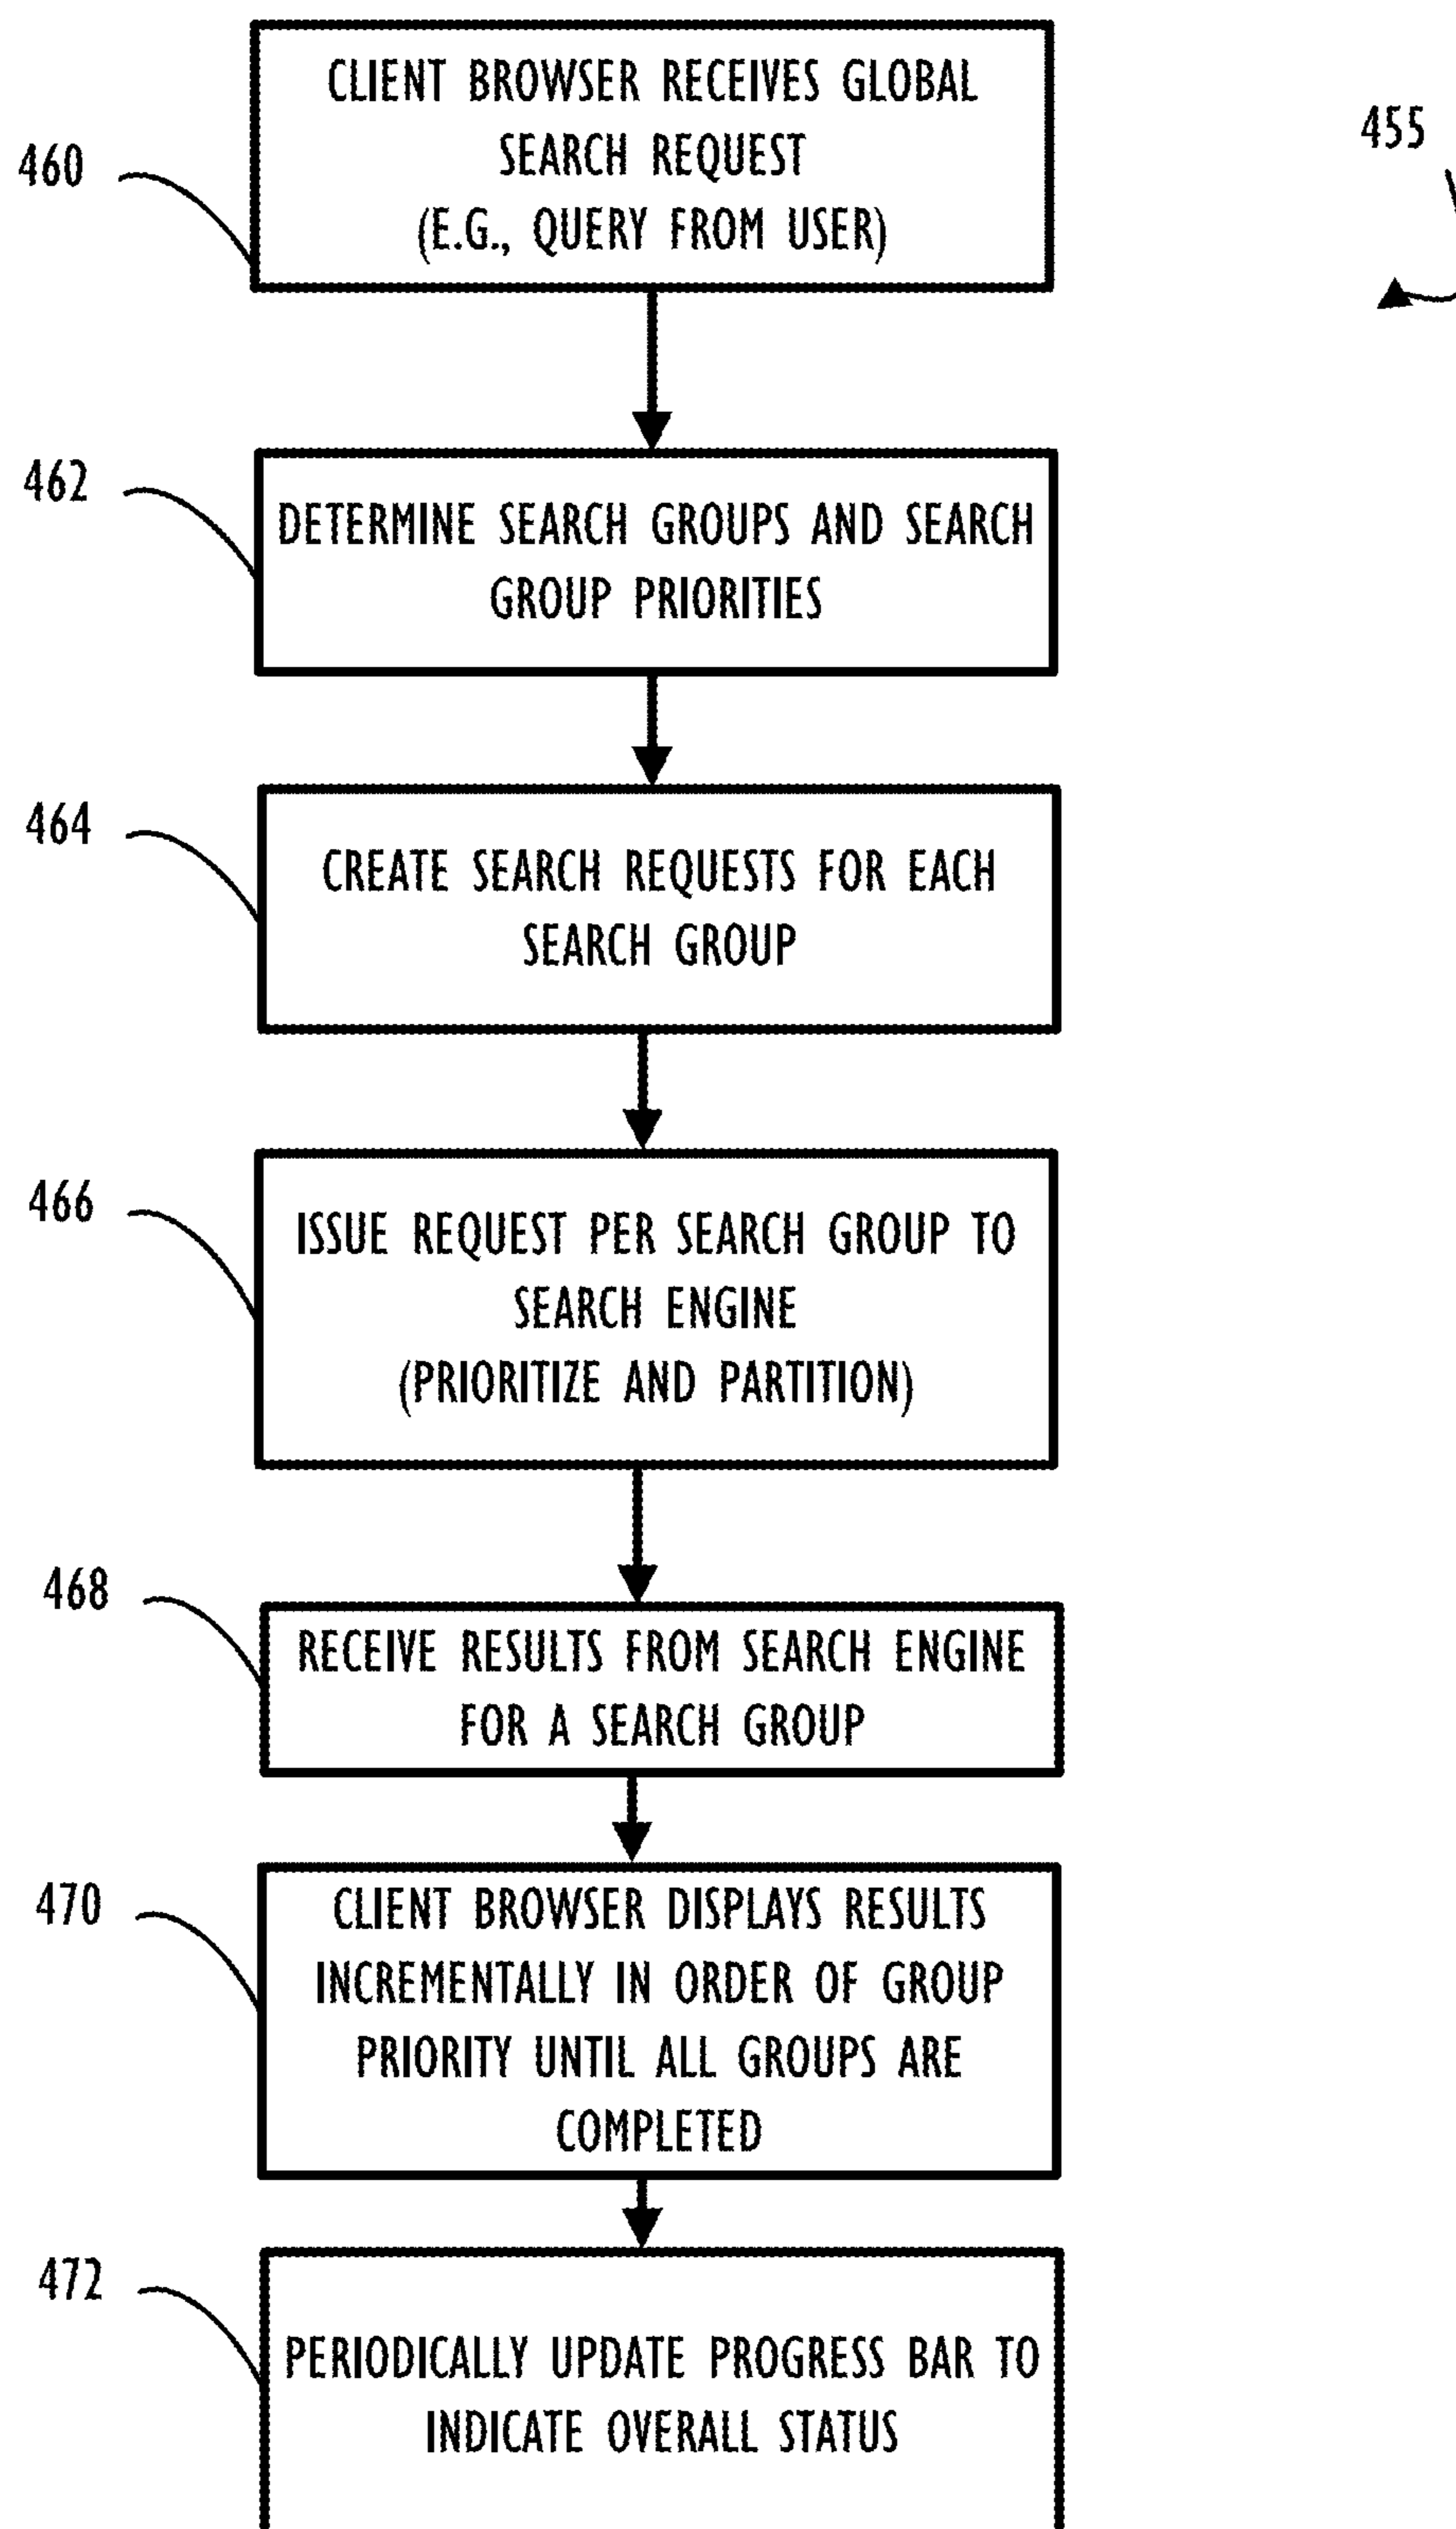 CLIENT BROWSER RECEIVES GLOBAL
SEARCH REQUEST
(E.G., QUERY FROM USER)
460
455
462
DETERMINE SEARCH GROUPS AND SEARCH
GROUP PRIORITIES
464
CREATE SEARCH REQUESTS FOR EACH
SEARCH GROUP
466
ISSUE REQUEST PER SEARCH GROUP TO
SEARCH ENGINE
(PRIORITIZE AND PARTITION)
468
RECEIVE RESULTS FROM SEARCH ENGINE
FOR A SEARCH GROUP
470
CLIENT BROWSER DISPLAYS RESULTS
INCREMENTALLY IN ORDER OF GROUP
PRIORITY UNTIL ALL GROUPS ARE
COMPLETED
472
PERIODICALLY UPDATE PROGRESS BAR TO
INDICATE OVERALL STATUS